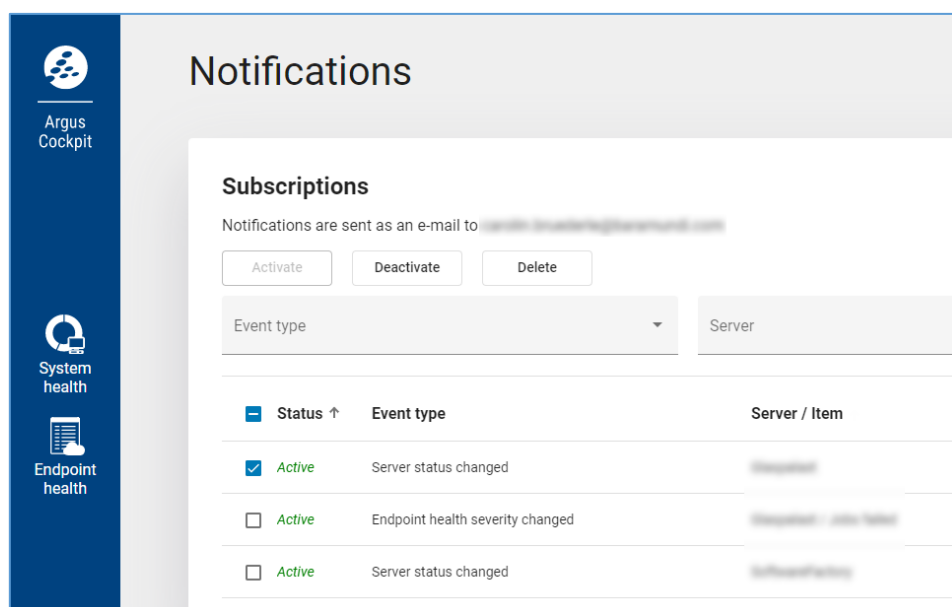 Notifications
Argus
Cockpit
Subscriptions
Notifications are sent as an e-mail to
Activate Deactivate Delete
Event type Server
System
health
Endpoint
health
Status ↑ Event type Server / Item
Active Server status changed
Active Endpoint health severity changed
Active Server status changed